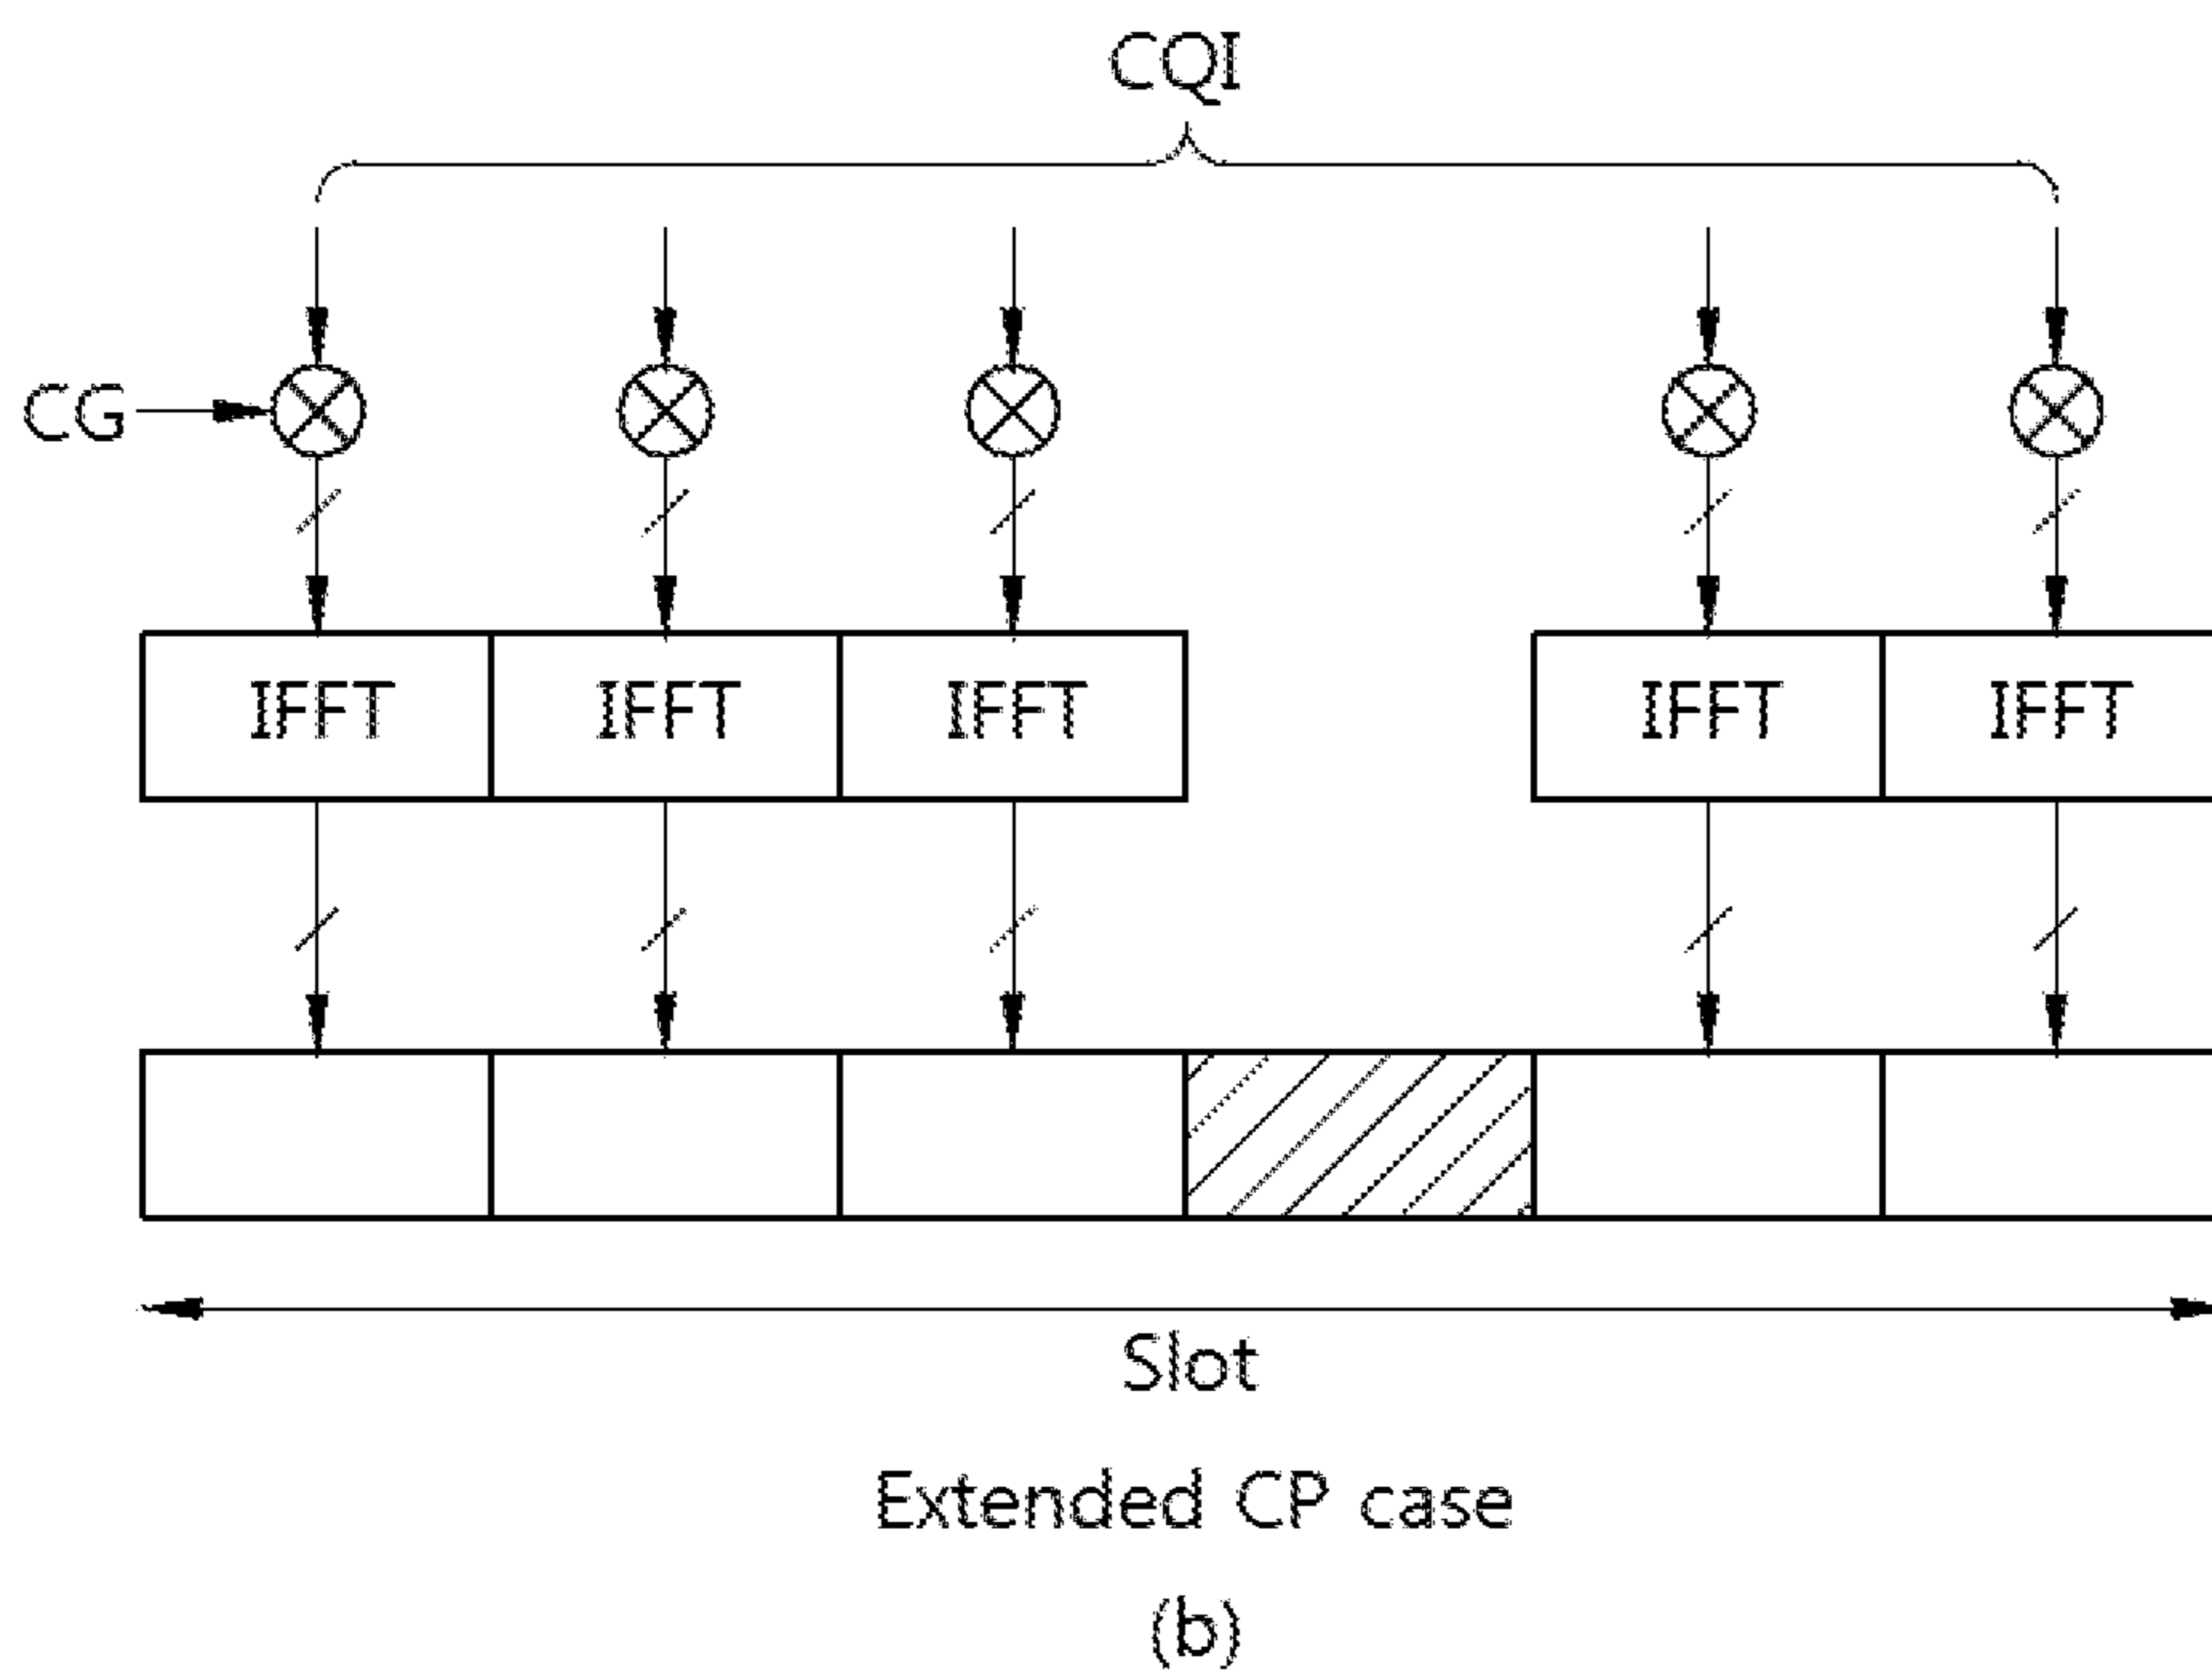 CQI
CG
IFFT IFFT IFFT IFFT IFFT
Slot
Extended CP case
(b)